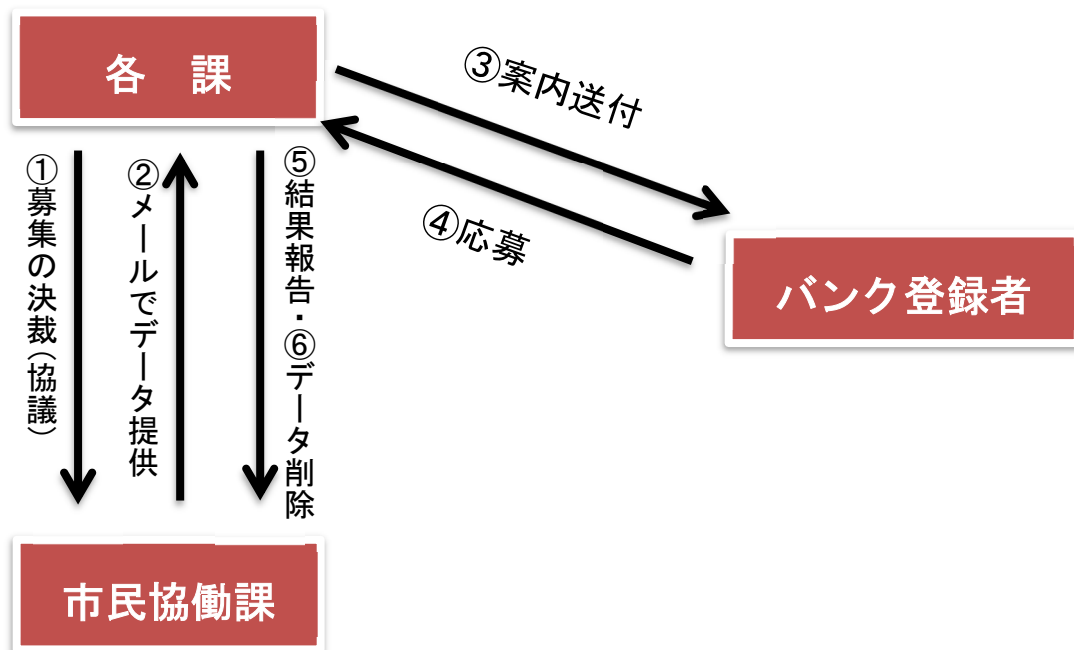 各　課
③案内送付
④応募
①募集の決裁（協議）
②メールでデータ提供
⑤結果報告・⑥データ削除
バンク登録者
市民協働課